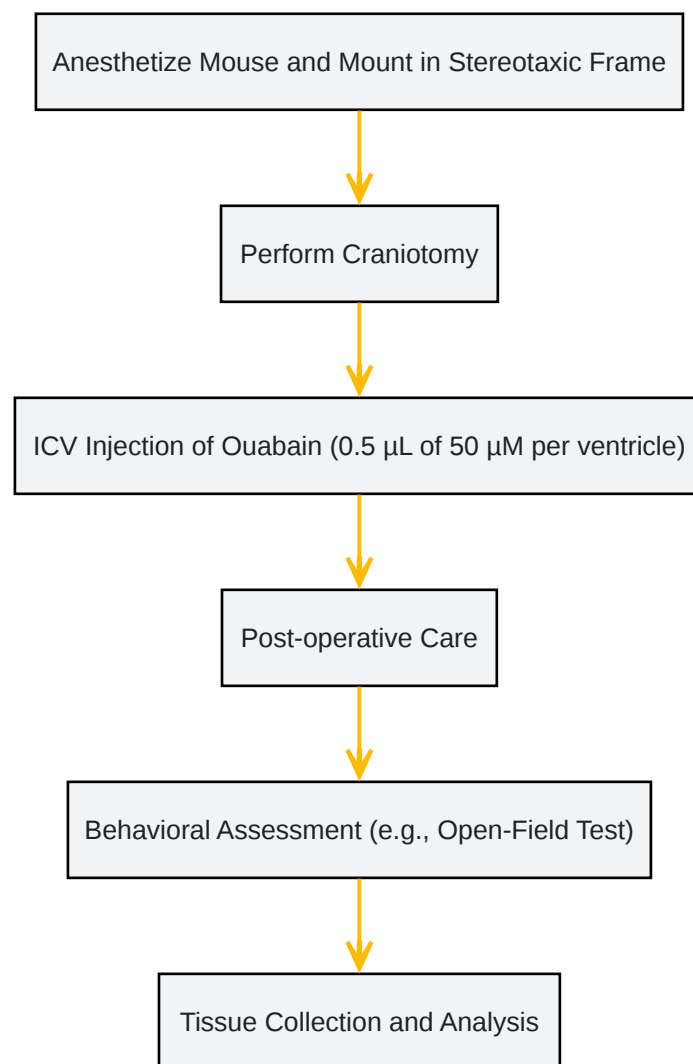 Anesthetize Mouse and Mount in Stereotaxic Frame
Perform Craniotomy
ICV Injection of Ouabain (0.5 µL of 50 µM per ventricle)
Post-operative Care
Behavioral Assessment (e.g., Open-Field Test)
Tissue Collection and Analysis